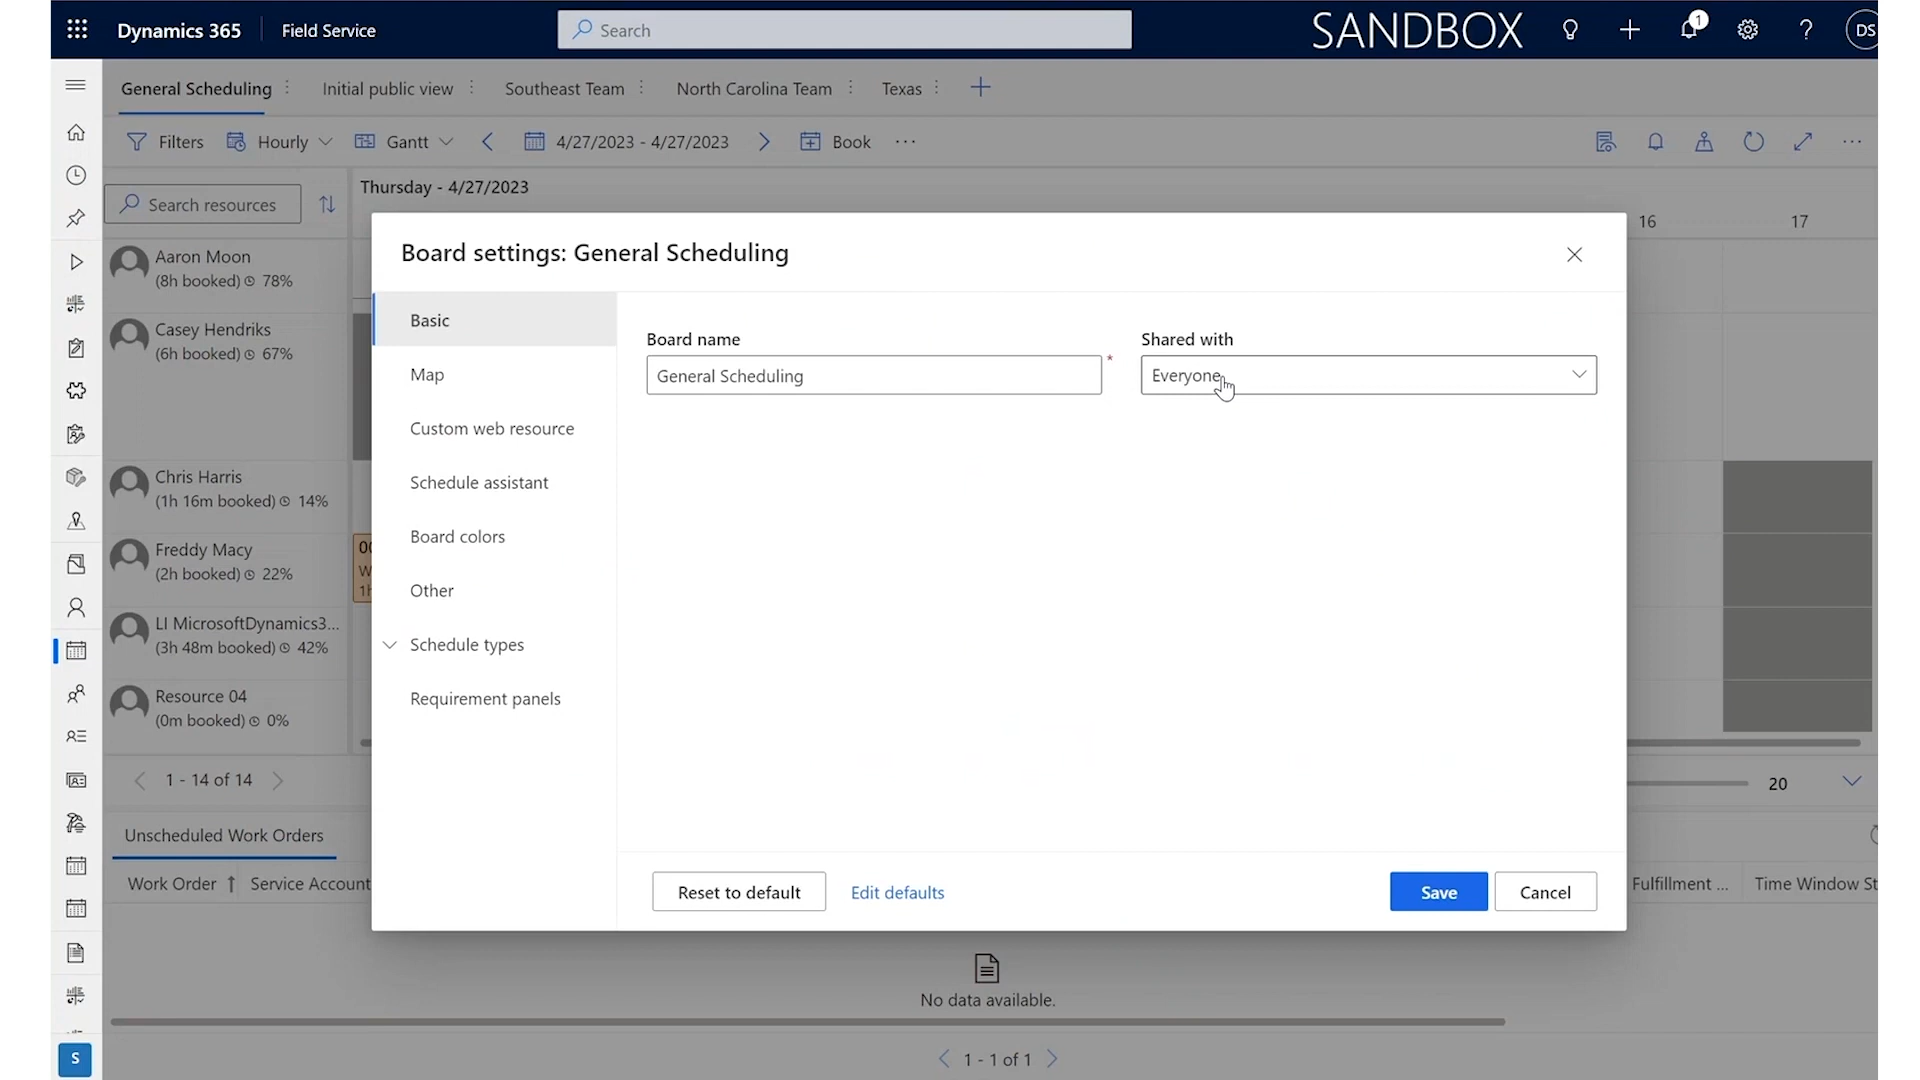 Dynamics 365
Field Service
Search
SANDBOX
1
DS
General Scheduling
Initial public view
Southeast Team
North Carolina Team
Texas
Filters
Hourly
Gantt
4/27/2023 - 4/27/2023
Book
Search resources
Thursday - 4/27/2023
16
17
Aaron Moon
(8h booked) 78%
Casey Hendriks
(6h booked) 67%
Chris Harris
(1h 16m booked) 14%
Freddy Macy
(2h booked) 22%
LI MicrosoftDynamics3...
(3h 48m booked) 42%
Resource 04
(0m booked) 0%
1 - 14 of 14
20
Board settings: General Scheduling
Basic
Map
Custom web resource
Schedule assistant
Board colors
Other
Schedule types
Requirement panels
Board name
General Scheduling
*
Shared with
Everyone
Reset to default
Edit defaults
Save
Cancel
Unscheduled Work Orders
Work Order
Service Account
Fulfillment ...
Time Window St
No data available.
1 - 1 of 1
S